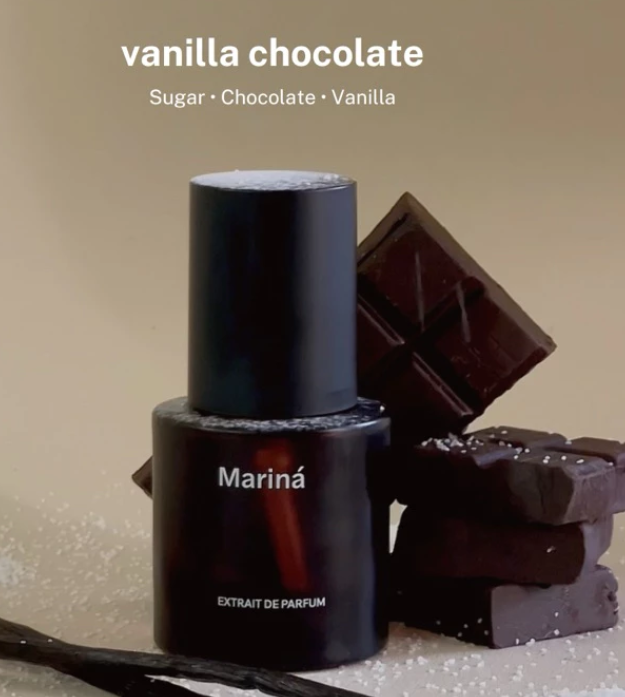 vanilla chocolate
Sugar • Chocolate • Vanilla
Mariná
EXTRAIT DE PARFUM